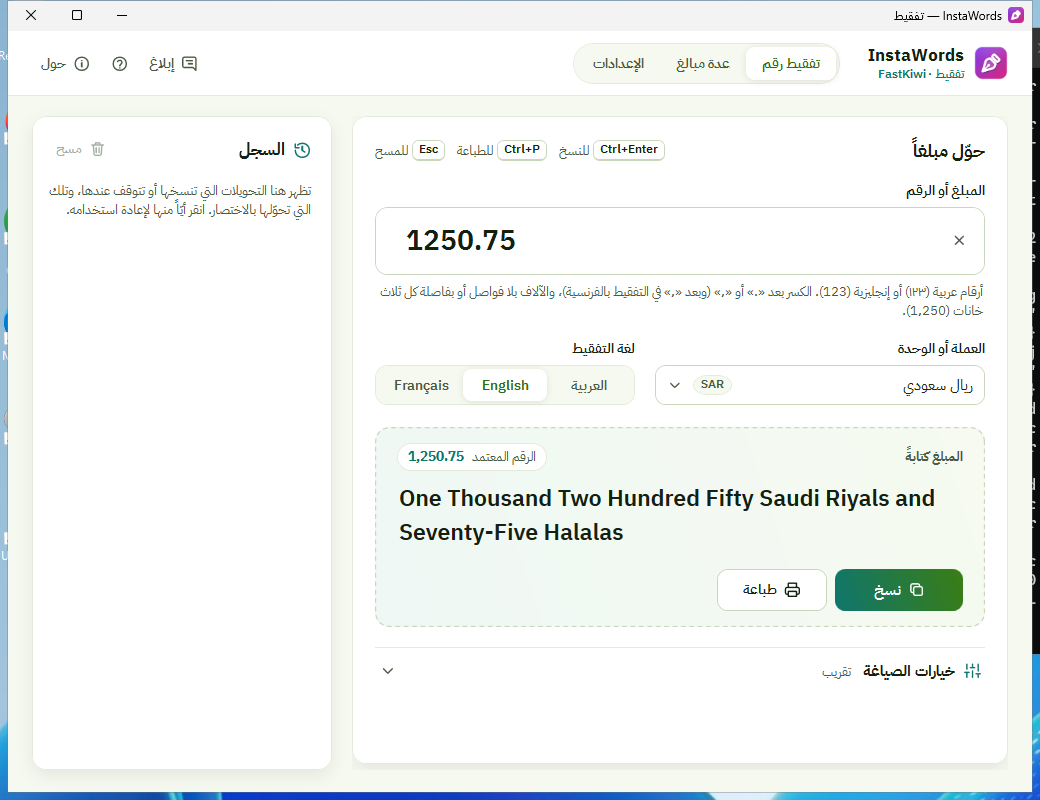 InstaWords — تفقيط
InstaWords
تفقيط · FastKiwi
تفقيط رقم
عدة مبالغ
الإعدادات
إبلاغ
حول
حوّل مبلغاً
Ctrl+Enter للنسخ Ctrl+P للطباعة Esc للمسح
المبلغ أو الرقم
1250.75
أرقام عربية (١٢٣) أو إنجليزية (123). الكسر بعد «.» أو «,» (وبعد «,» في التفقيط بالفرنسية)، والآلاف بلا فواصل أو بفاصلة كل ثلاث
خانات (1,250).
العملة أو الوحدة
ريال سعودي SAR
لغة التفقيط
العربية English Français
المبلغ كتابةً
الرقم المعتمد 1,250.75
One Thousand Two Hundred Fifty Saudi Riyals and
Seventy-Five Halalas
نسخ
طباعة
خيارات الصياغة تقريب
السجل
مسح
تظهر هنا التحويلات التي تنسخها أو تتوقف عندها، وتلك
التي تحوّلها بالاختصار. انقر أيّاً منها لإعادة استخدامه.